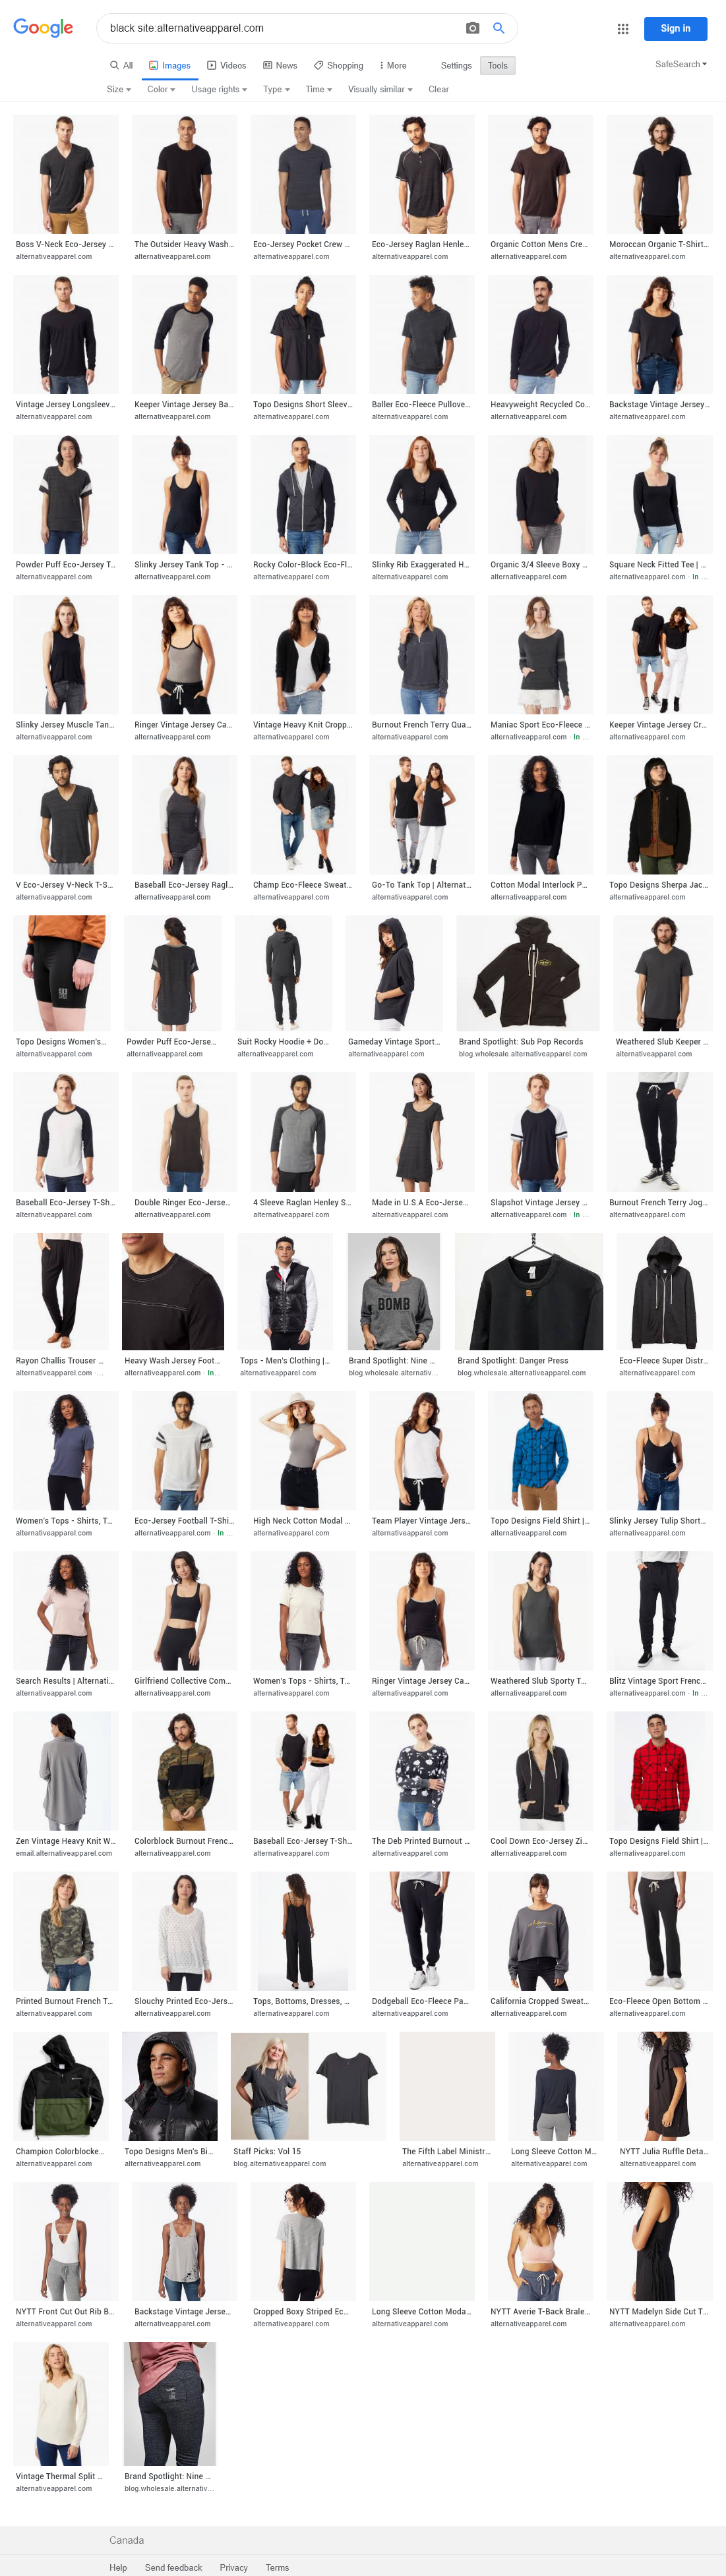 Google
black site:alternativeapparel.com
Sign in
All Images Videos News Shopping More Settings Tools
SafeSearch
Size Color Usage rights Type Time Visually similar Clear
Boss V-Neck Eco-Jersey ... The Outsider Heavy Wash... Eco-Jersey Pocket Crew ... Eco-Jersey Raglan Henle... Organic Cotton Mens Cre... Moroccan Organic T-Shirt...
alternativeapparel.com alternativeapparel.com alternativeapparel.com alternativeapparel.com alternativeapparel.com alternativeapparel.com
Vintage Jersey Longsleev... Keeper Vintage Jersey Ba... Topo Designs Short Sleev... Baller Eco-Fleece Pullove... Heavyweight Recycled Co... Backstage Vintage Jersey...
alternativeapparel.com alternativeapparel.com alternativeapparel.com alternativeapparel.com alternativeapparel.com alternativeapparel.com
Powder Puff Eco-Jersey T... Slinky Jersey Tank Top - ... Rocky Color-Block Eco-Fl... Slinky Rib Exaggerated H... Organic 3/4 Sleeve Boxy ... Square Neck Fitted Tee | ...
alternativeapparel.com alternativeapparel.com alternativeapparel.com alternativeapparel.com alternativeapparel.com alternativeapparel.com · In ...
Slinky Jersey Muscle Tan... Ringer Vintage Jersey Ca... Vintage Heavy Knit Cropp... Burnout French Terry Qua... Maniac Sport Eco-Fleece ... Keeper Vintage Jersey Cr...
alternativeapparel.com alternativeapparel.com alternativeapparel.com alternativeapparel.com alternativeapparel.com · In ... alternativeapparel.com
V Eco-Jersey V-Neck T-S... Baseball Eco-Jersey Ragl... Champ Eco-Fleece Sweat... Go-To Tank Top | Alternat... Cotton Modal Interlock P... Topo Designs Sherpa Jac...
alternativeapparel.com alternativeapparel.com alternativeapparel.com alternativeapparel.com alternativeapparel.com alternativeapparel.com
Topo Designs Women's... Powder Puff Eco-Jerse... Suit Rocky Hoodie + Do... Gameday Vintage Sport... Brand Spotlight: Sub Pop Records Weathered Slub Keeper ...
alternativeapparel.com alternativeapparel.com alternativeapparel.com alternativeapparel.com blog.wholesale.alternativeapparel.com alternativeapparel.com
Baseball Eco-Jersey T-Sh... Double Ringer Eco-Jerse... 4 Sleeve Raglan Henley S... Made in U.S.A Eco-Jerse... Slapshot Vintage Jersey ... Burnout French Terry Jog...
alternativeapparel.com alternativeapparel.com alternativeapparel.com alternativeapparel.com alternativeapparel.com · In ... alternativeapparel.com
BOMB
Rayon Challis Trouser ... Heavy Wash Jersey Foot... Tops - Men's Clothing |... Brand Spotlight: Nine ... Brand Spotlight: Danger Press Eco-Fleece Super Distr...
alternativeapparel.com ·... alternativeapparel.com · In... alternativeapparel.com blog.wholesale.alternativ... blog.wholesale.alternativeapparel.com alternativeapparel.com
Women's Tops - Shirts, T... Eco-Jersey Football T-Shi... High Neck Cotton Modal ... Team Player Vintage Jers... Topo Designs Field Shirt |... Slinky Jersey Tulip Short...
alternativeapparel.com alternativeapparel.com · In ... alternativeapparel.com alternativeapparel.com alternativeapparel.com alternativeapparel.com
Search Results | Alternati... Girlfriend Collective Com... Women's Tops - Shirts, T... Ringer Vintage Jersey Ca... Weathered Slub Sporty T... Blitz Vintage Sport Frenc...
alternativeapparel.com alternativeapparel.com alternativeapparel.com alternativeapparel.com alternativeapparel.com alternativeapparel.com · In ...
Zen Vintage Heavy Knit W... Colorblock Burnout Frenc... Baseball Eco-Jersey T-Sh... The Deb Printed Burnout ... Cool Down Eco-Jersey Zi... Topo Designs Field Shirt |...
email.alternativeapparel.com alternativeapparel.com alternativeapparel.com alternativeapparel.com alternativeapparel.com alternativeapparel.com
Printed Burnout French T... Slouchy Printed Eco-Jers... Tops, Bottoms, Dresses, ... Dodgeball Eco-Fleece Pa... California Cropped Sweat... Eco-Fleece Open Bottom ...
alternativeapparel.com alternativeapparel.com alternativeapparel.com alternativeapparel.com alternativeapparel.com alternativeapparel.com
Champion Colorblocke... Topo Designs Men's Bi... Staff Picks: Vol 15 The Fifth Label Ministr... Long Sleeve Cotton M... NYTT Julia Ruffle Deta...
alternativeapparel.com alternativeapparel.com blog.alternativeapparel.com alternativeapparel.com alternativeapparel.com alternativeapparel.com
NYTT Front Cut Out Rib B... Backstage Vintage Jerse... Cropped Boxy Striped Ec... Long Sleeve Cotton Moda... NYTT Averie T-Back Brale... NYTT Madelyn Side Cut T...
alternativeapparel.com alternativeapparel.com alternativeapparel.com alternativeapparel.com alternativeapparel.com alternativeapparel.com
Vintage Thermal Split ... Brand Spotlight: Nine ...
alternativeapparel.com blog.wholesale.alternativ...
Canada
Help Send feedback Privacy Terms